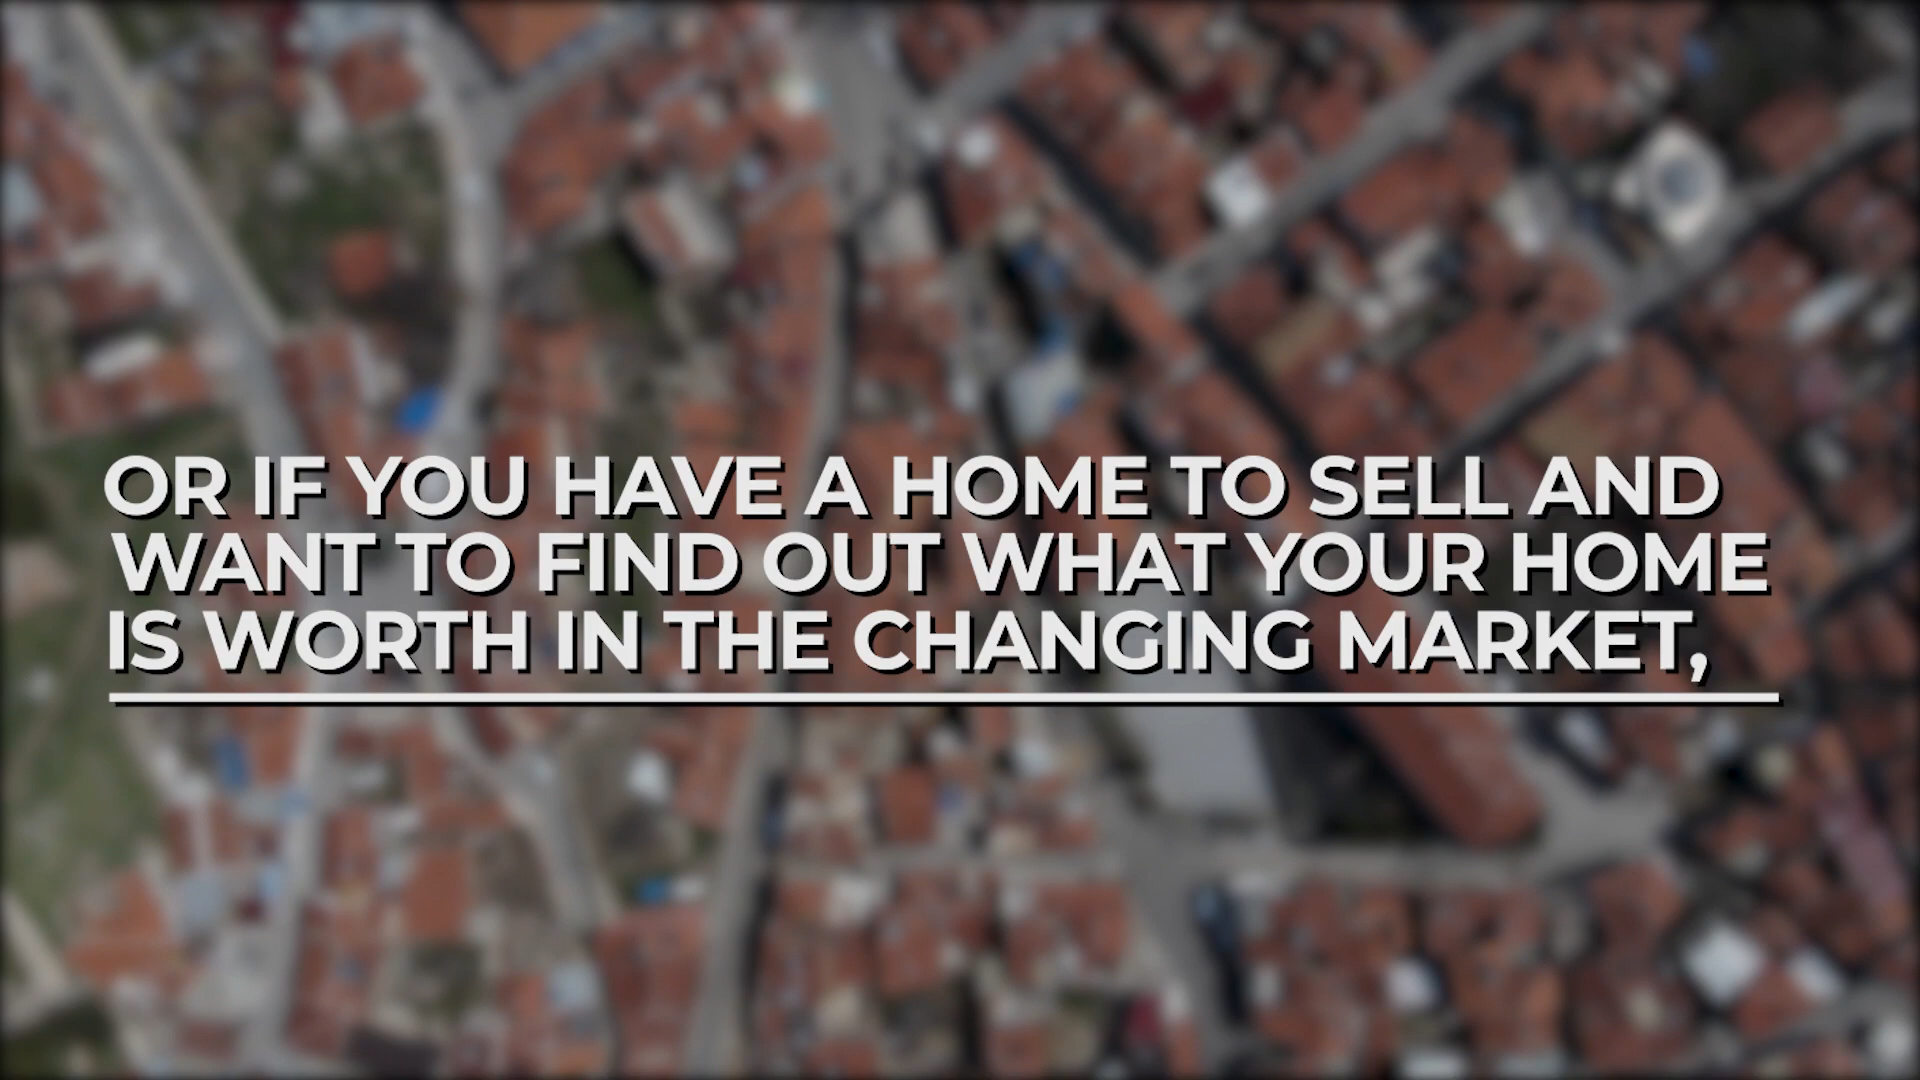 OR IF YOU HAVE A HOME TO SELL AND
WANT TO FIND OUT WHAT YOUR HOME
IS WORTH IN THE CHANGING MARKET,